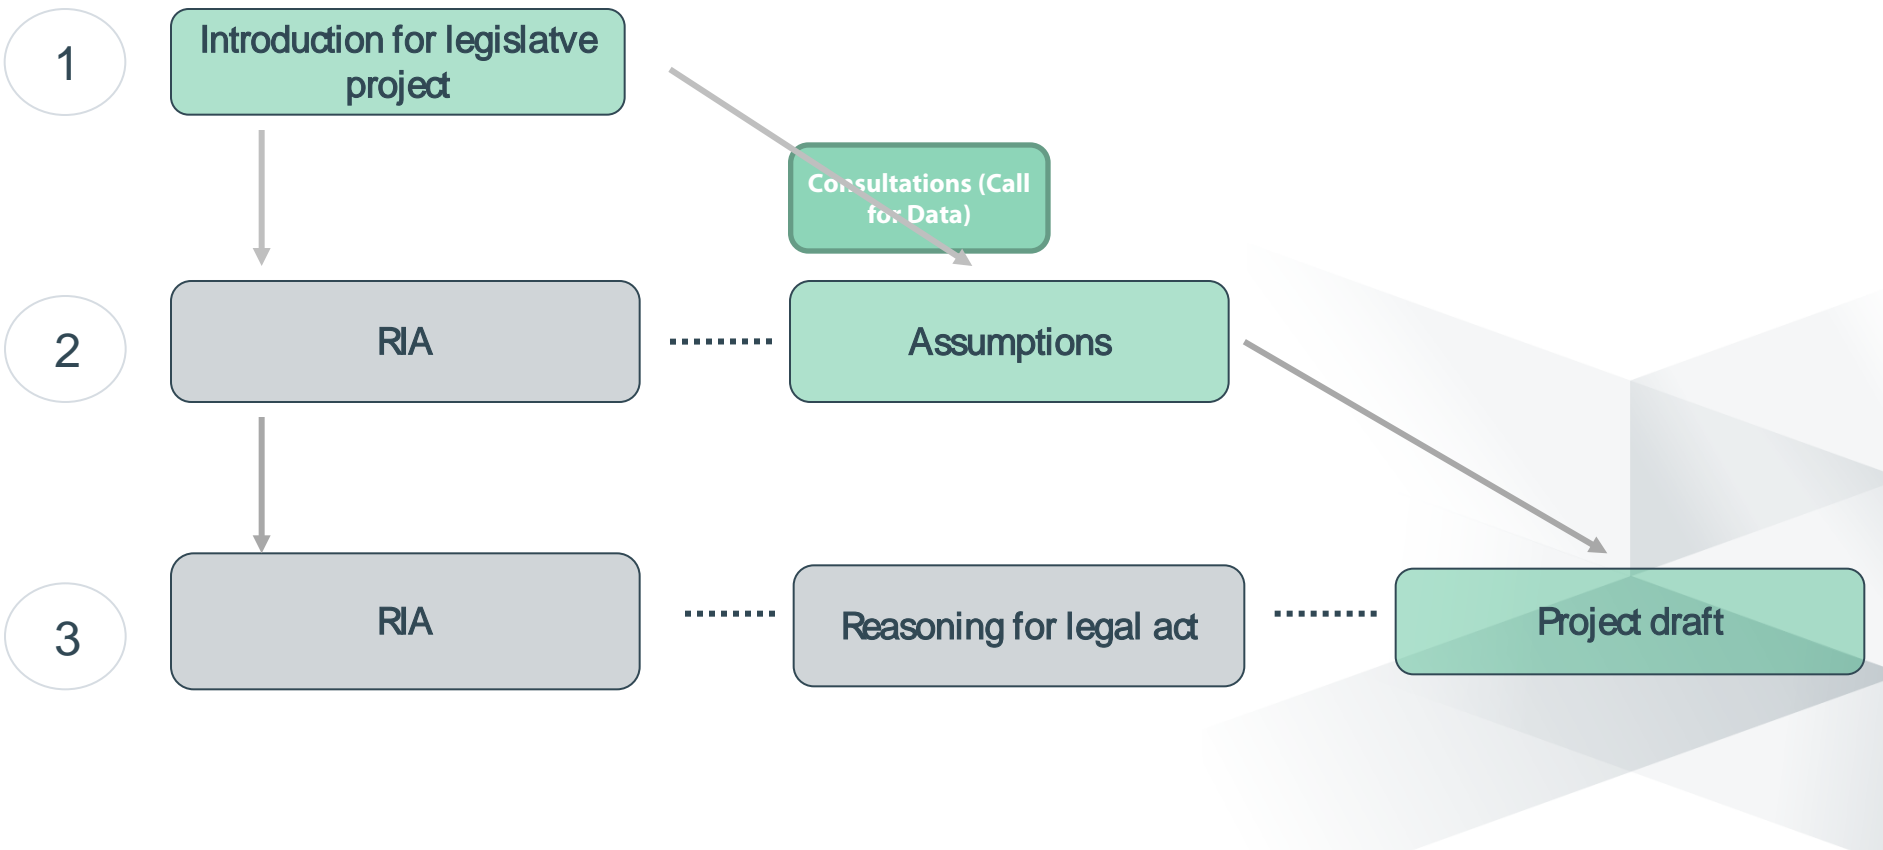 1
Introduction for legislatve
project
Consultations (Call
for Data)
2
RIA
Assumptions
3
RIA
Reasoning for legal act
Project draft